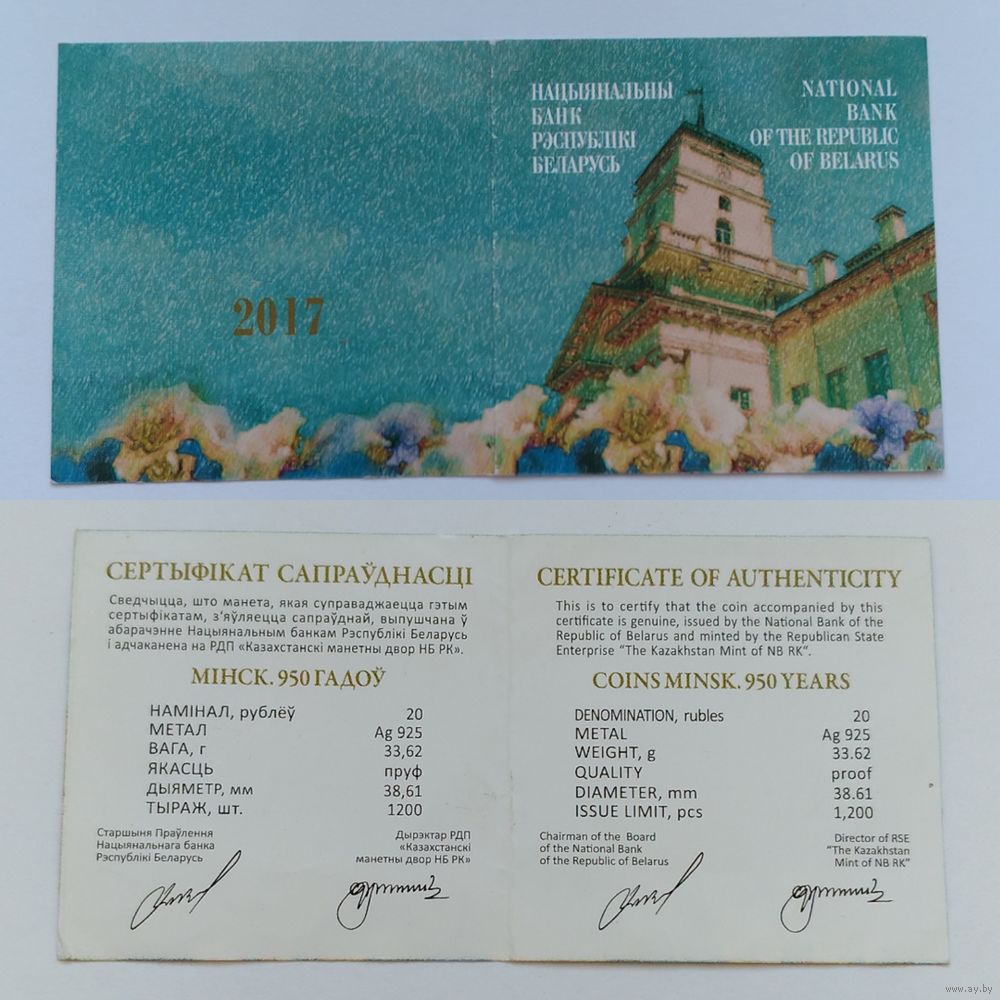 НАЦЫЯНАЛЬНЫ
БАНК
РЭСПУБЛІКІ
БЕЛАРУСЬ
NATIONAL
BANK
OF THE REPUBLIC
OF BELARUS
2017
СЕРТЫФІКАТ САПРАЎДНАСЦІ
Сведчыцца, што манета, якая суправаджаецца гэтым
сертыфікатам, з‘яўляецца сапраўднай, выпушчана ў
абарачэнне Нацыянальным банкам Рэспублікі Беларусь
і адчаканена на РДП «Казахстанскі манетны двор НБ РК».
МІНСК. 950 ГАДОЎ
НАМІНАЛ, рублёў 20
МЕТАЛ Ag 925
ВАГА, г 33,62
ЯКАСЦЬ пруф
ДЫЯМЕТР, мм 38,61
ТЫРАЖ, шт. 1200
Старшыня Праўлення
Нацыянальнага банка
Рэспублікі Беларусь
Дырэктар РДП
«Казахстанскі
манетны двор НБ РК»
CERTIFICATE OF AUTHENTICITY
This is to certify that the coin accompanied by this
certificate is genuine, issued by the National Bank of the
Republic of Belarus and minted by the Republican State
Enterprise “The Kazakhstan Mint of NB RK“.
COINS MINSK. 950 YEARS
DENOMINATION, rubles 20
METAL Ag 925
WEIGHT, g 33.62
QUALITY proof
DIAMETER, mm 38.61
ISSUE LIMIT, pcs 1,200
Chairman of the Board
of the National Bank
of the Republic of Belarus
Director of RSE
“The Kazakhstan
Mint of NB RK”
www.ay.by